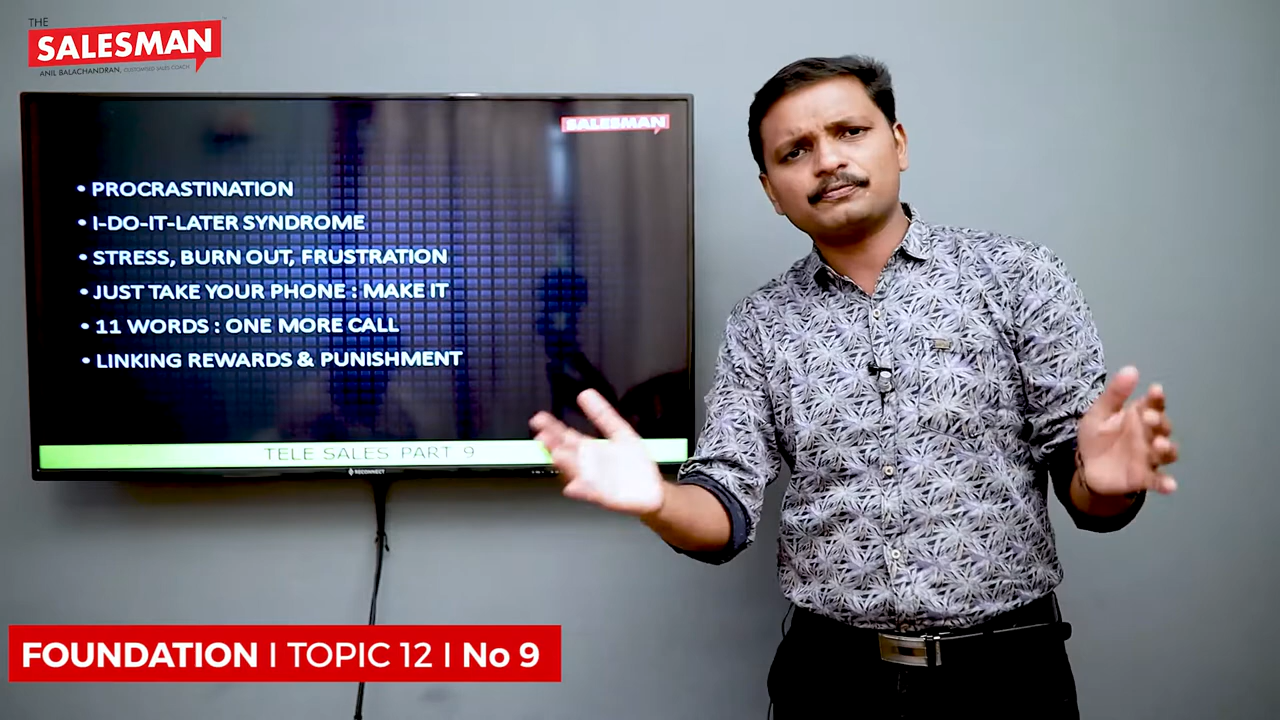 THE
SALESMAN
ANIL BALACHANDRAN, CUSTOMISED SALES COACH
SALESMAN
• PROCRASTINATION
• I-DO-IT-LATER SYNDROME
• STRESS, BURN OUT, FRUSTRATION
• JUST TAKE YOUR PHONE : MAKE IT
• 11 WORDS : ONE MORE CALL
• LINKING REWARDS & PUNISHMENT
TELE SALES PART 9
RECONNECT
FOUNDATION I TOPIC 12 I No 9